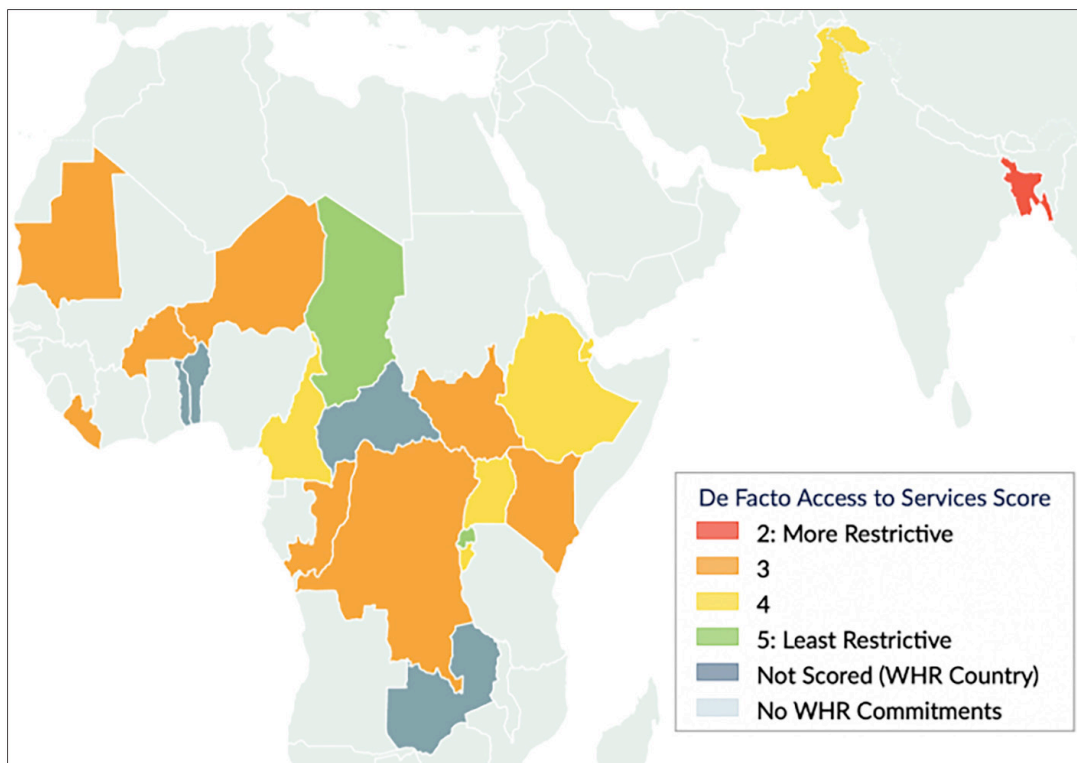 De Facto Access to Services Score
2: More Restrictive
3
4
5: Least Restrictive
Not Scored (WHR Country)
No WHR Commitments